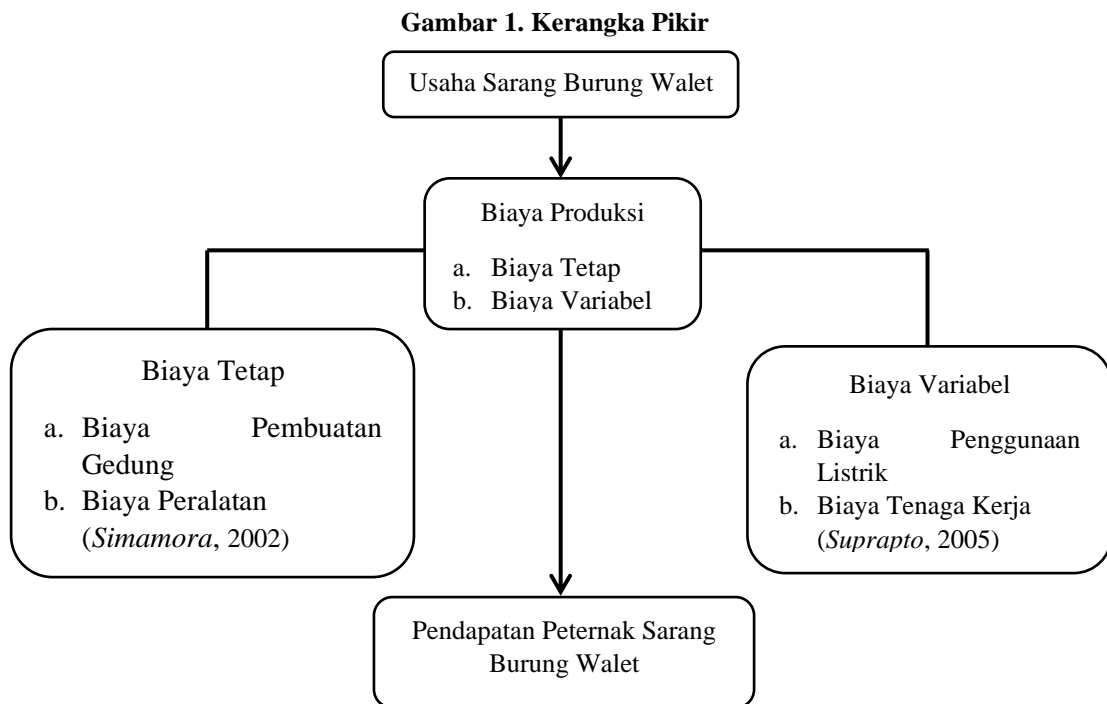 Gambar 1. Kerangka Pikir
Usaha Sarang Burung Walet
Biaya Produksi
a. Biaya Tetap
b. Biaya Variabel
Biaya Tetap
a. Biaya Pembuatan
Gedung
b. Biaya Peralatan
(Simamora, 2002)
Biaya Variabel
a. Biaya Penggunaan
Listrik
b. Biaya Tenaga Kerja
(Suprapto, 2005)
Pendapatan Peternak Sarang
Burung Walet